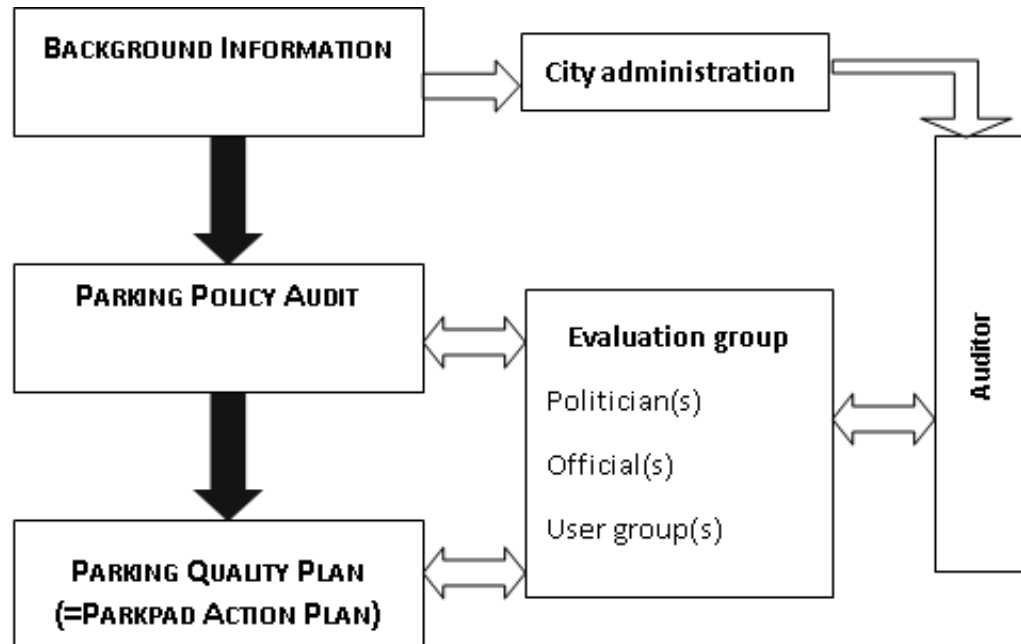 BACKGROUND INFORMATION
City administration
PARKING POLICY AUDIT
Evaluation group
Politician(s)
Official(s)
User group(s)
Auditor
PARKING QUALITY PLAN
(=PARKPAD ACTION PLAN)